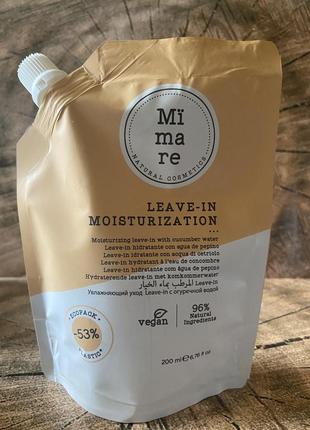 Mï
ma
re
NATURAL COSMETICS
LEAVE-IN
MOISTURIZATION
...
Moisturizing leave-in with cucumber water
Leave-in hidratante con agua de pepino
Leave-in idratante con acqua di cetriolo
Leave-in hydratant à l'eau de concombre
Leave-in hidratante com água de pepino
Hydraterende leave-in met komkommerwater
Leave-in المرطب بماء الخيار
Увлажняющий уход Leave-in с огуречной водой
ECOPACK
-53%
PLASTIC*
vegan
96%
Natural
Ingredients
200 ml e 6.76 fl oz